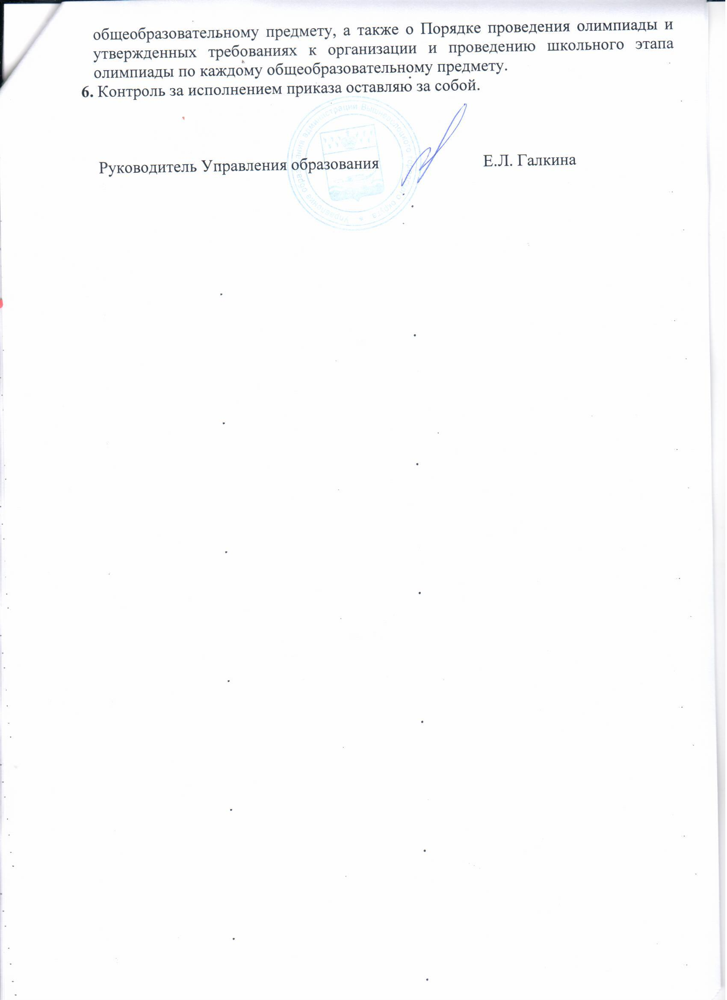 общеобразовательному предмету, а также о Порядке проведения олимпиады и
утвержденных требованиях к организации и проведению школьного этапа
олимпиады по каждому общеобразовательному предмету.
6. Контроль за исполнением приказа оставляю за собой.
Руководитель Управления образования Е.Л. Галкина
Управление образования администрации Вышневолоцкого городского округа